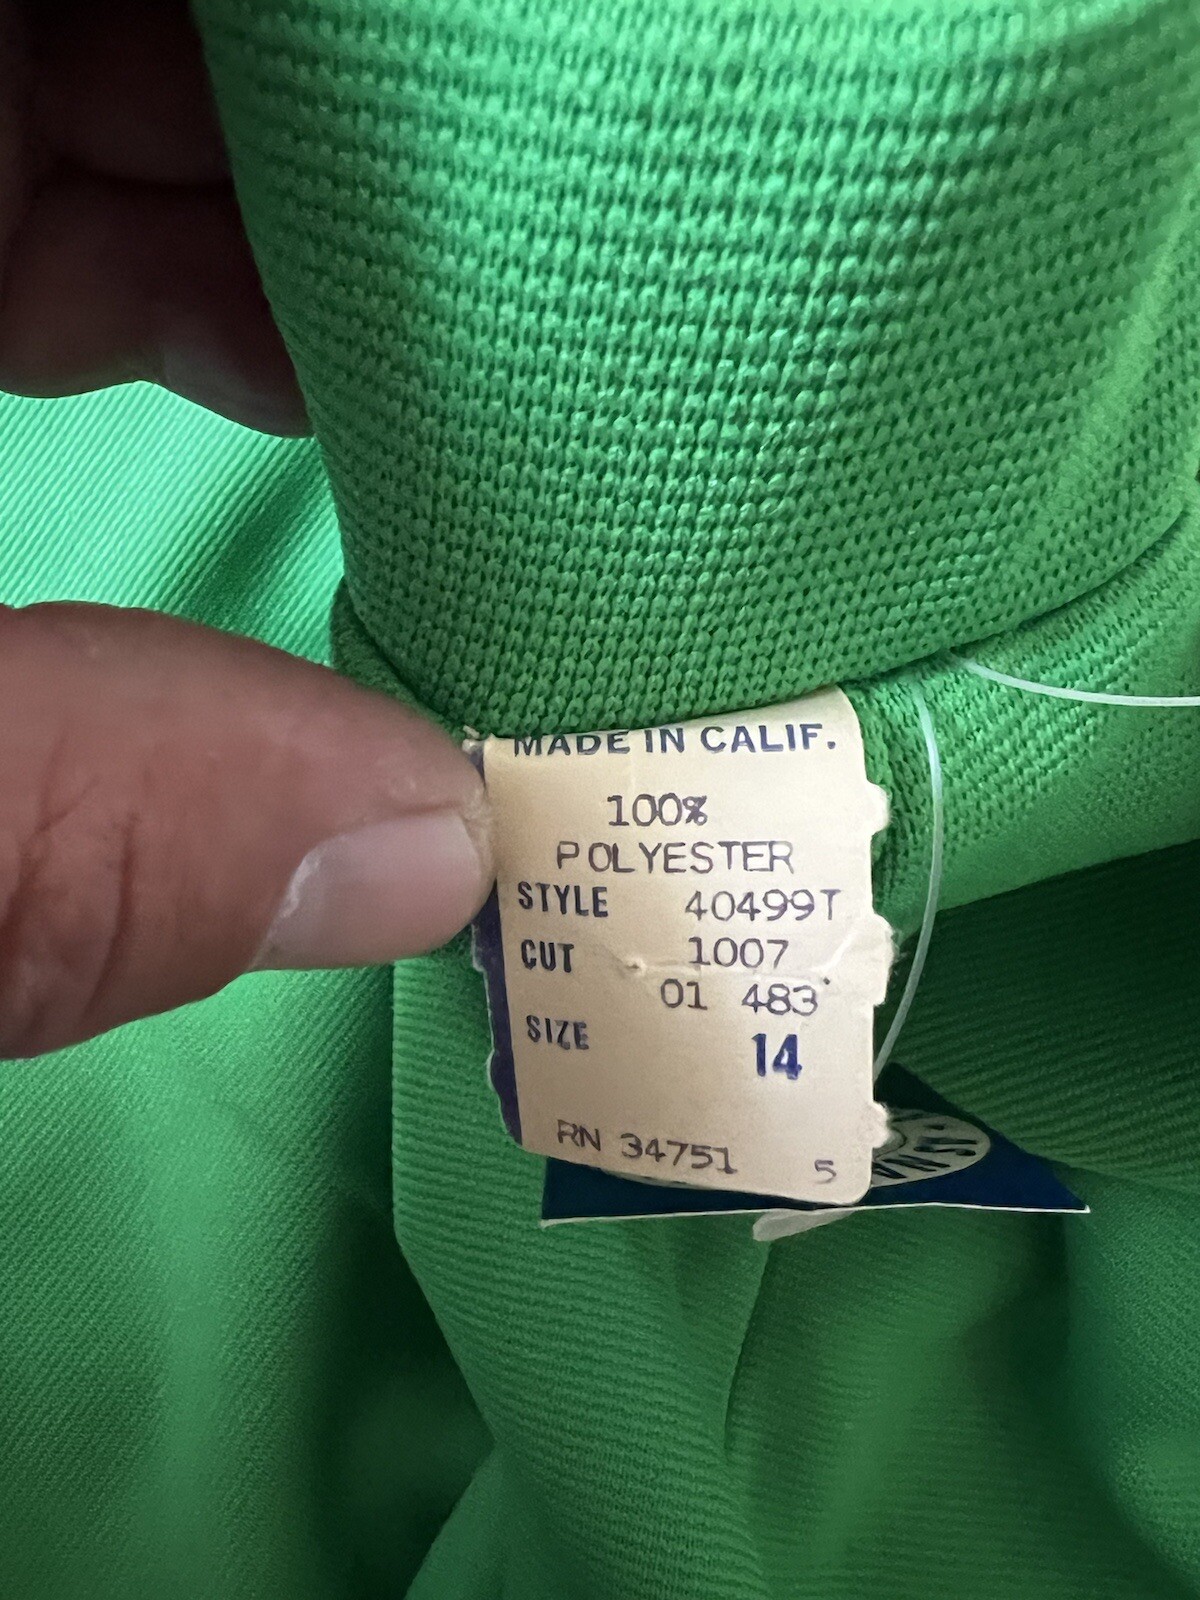 MADE IN CALIF.
100%
POLYESTER
STYLE 40499T
CUT 1007
01 483
SIZE 14
RN 34751 5